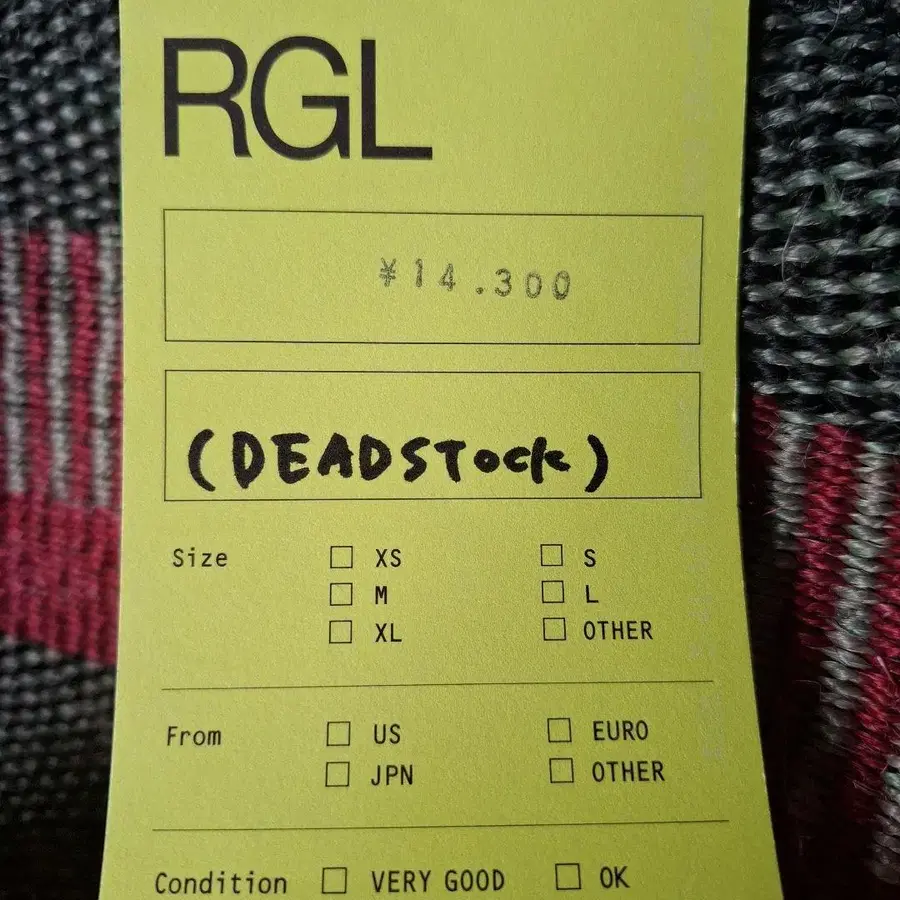 RGL
¥14.300
(DEADSTock)
Size □ XS □ S
□ M □ L
□ XL □ OTHER
From □ US □ EURO
□ JPN □ OTHER
Condition □ VERY GOOD □ OK